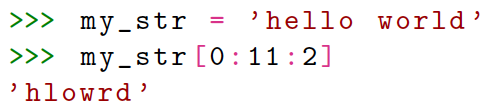 >>> my_str = ’hello world’
>>> my_str[0:11:2]
’hlowrd’